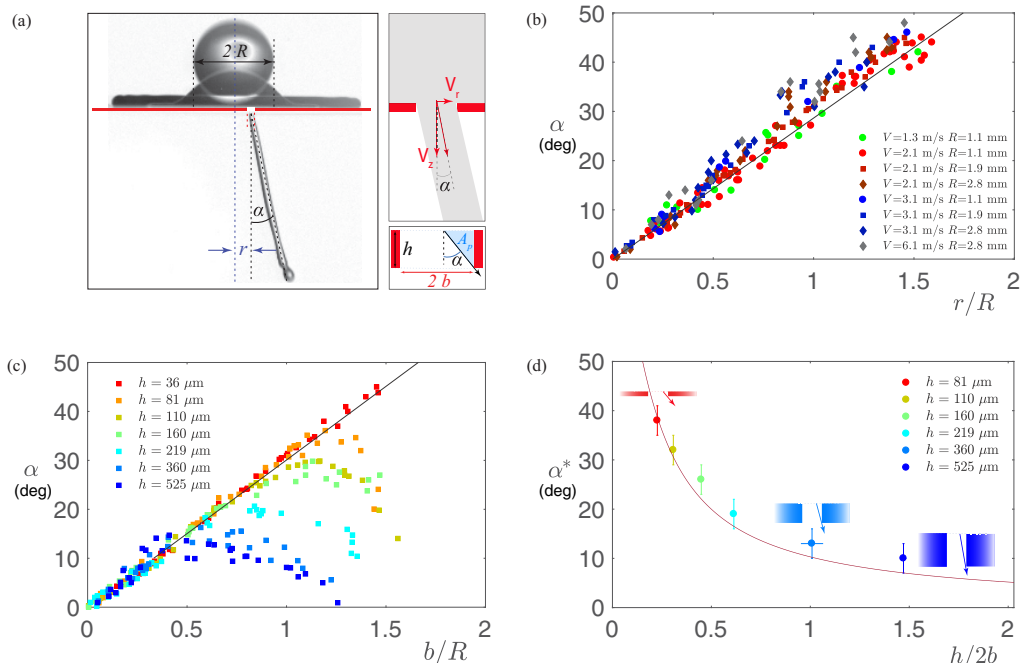 (a)
2 R
α
r
V_r
V_z
α
h
A_p
α
2 b
(b)
50
40
30
20
10
0
α
(deg)
V=1.3 m/s R=1.1 mm
V=2.1 m/s R=1.1 mm
V=2.1 m/s R=1.9 mm
V=2.1 m/s R=2.8 mm
V=3.1 m/s R=1.1 mm
V=3.1 m/s R=1.9 mm
V=3.1 m/s R=2.8 mm
V=6.1 m/s R=2.8 mm
0 0.5 1 1.5 2
r/R
(c)
50
40
30
20
10
0
α
(deg)
h = 36 μm
h = 81 μm
h = 110 μm
h = 160 μm
h = 219 μm
h = 360 μm
h = 525 μm
0 0.5 1 1.5 2
b/R
(d)
50
40
30
20
10
0
α*
(deg)
h = 81 μm
h = 110 μm
h = 160 μm
h = 219 μm
h = 360 μm
h = 525 μm
0 0.5 1 1.5 2
h/2b